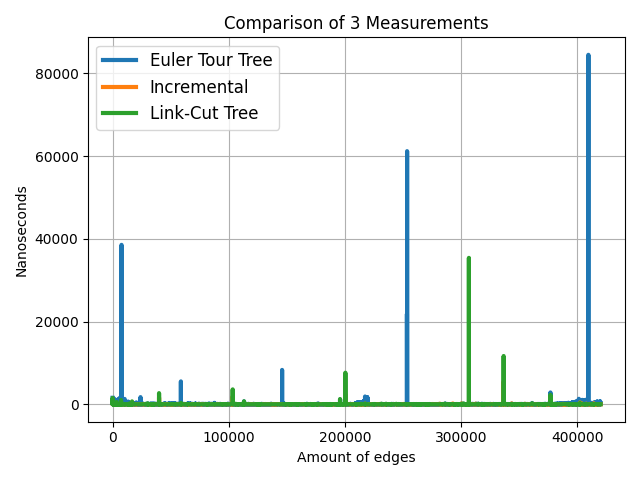 Comparison of 3 Measurements
Euler Tour Tree
Incremental
Link-Cut Tree
Nanoseconds
80000
60000
40000
20000
0
0 100000 200000 300000 400000
Amount of edges